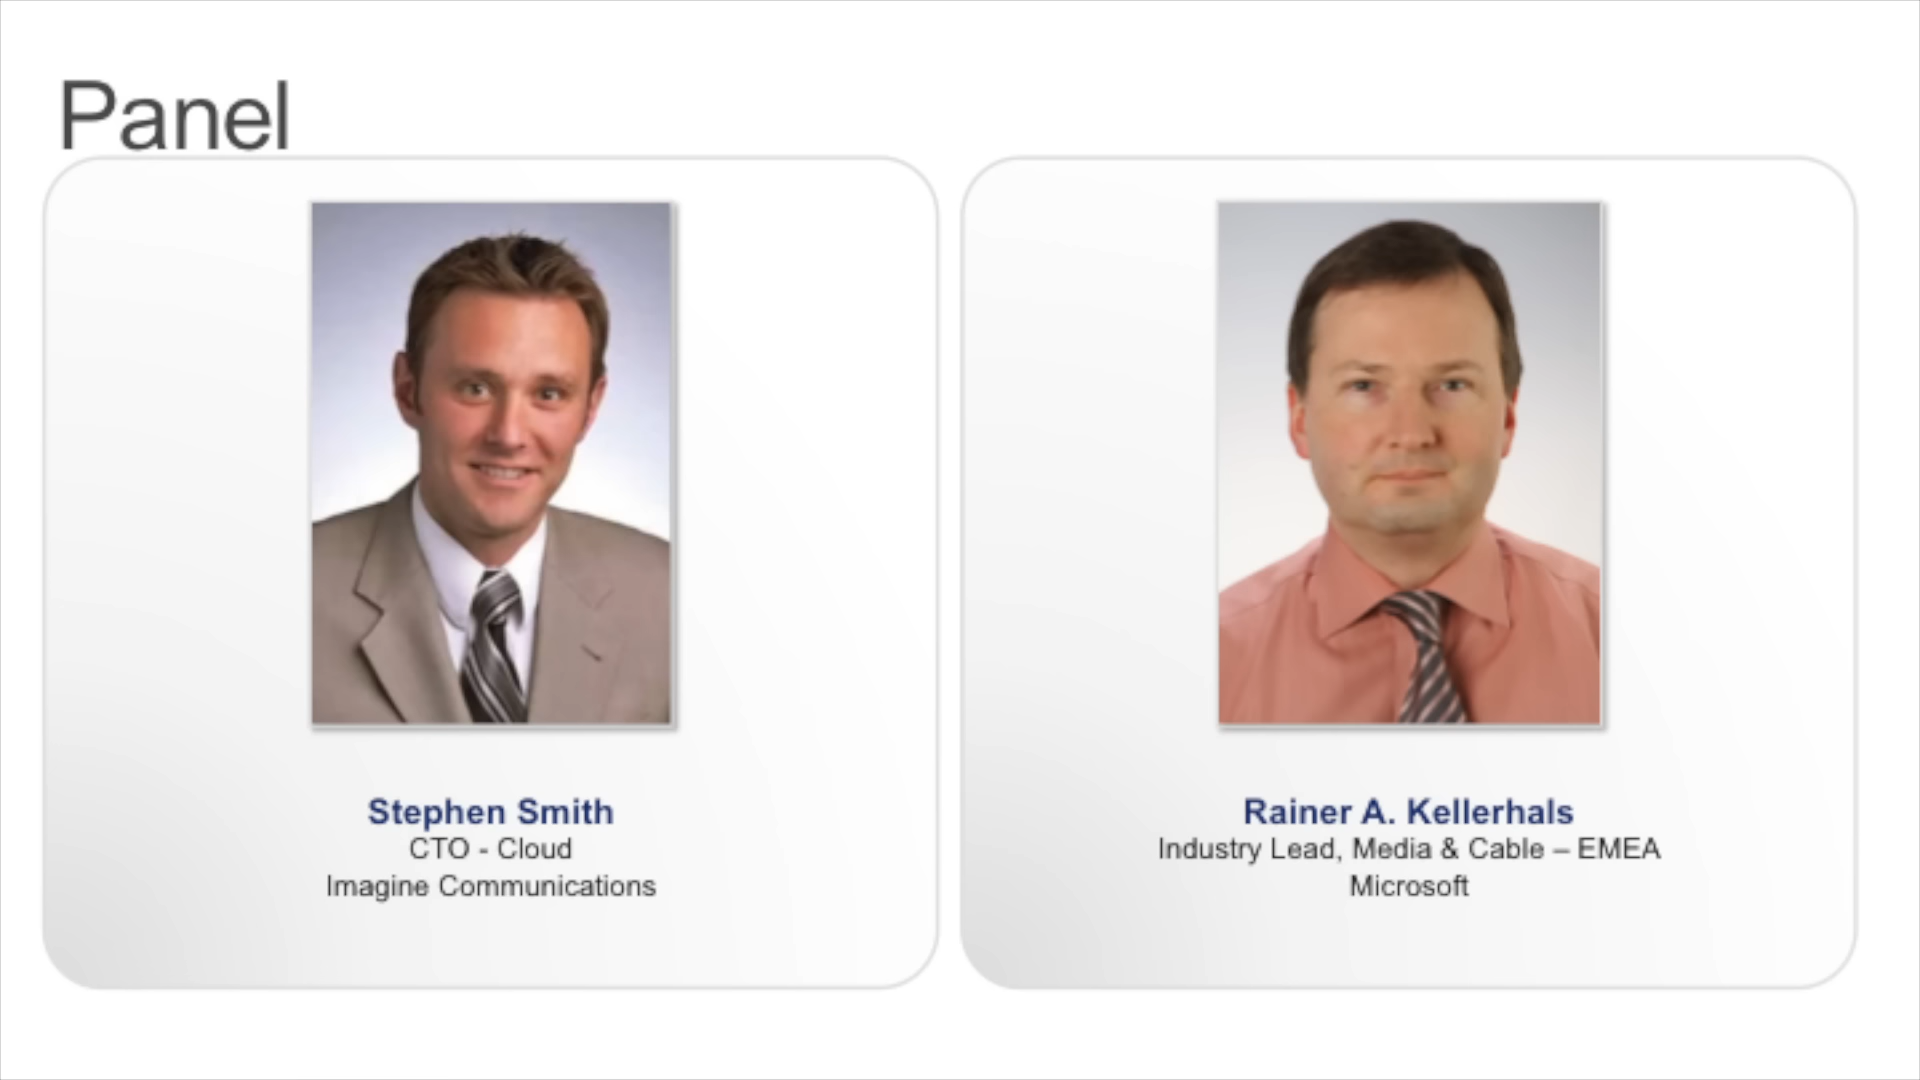 Panel
Stephen Smith
CTO - Cloud
Imagine Communications
Rainer A. Kellerhals
Industry Lead, Media & Cable – EMEA
Microsoft